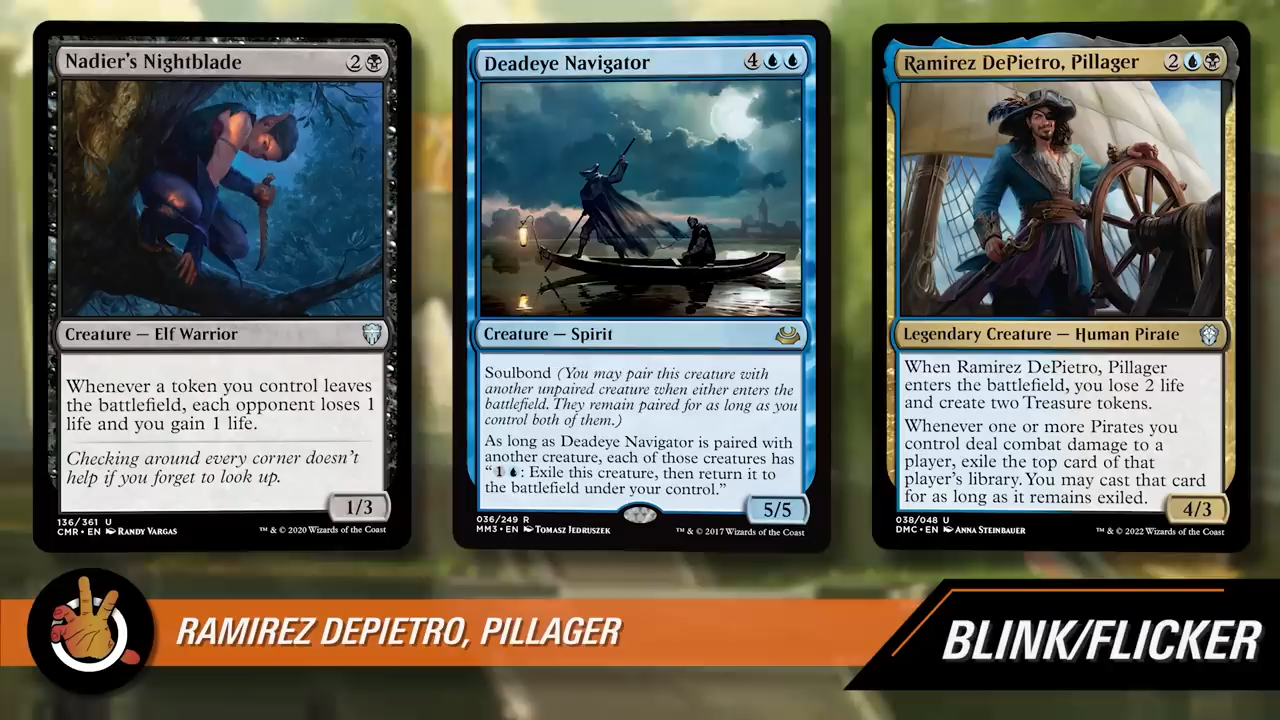 Nadier's Nightblade 2
Creature — Elf Warrior
Whenever a token you control leaves
the battlefield, each opponent loses 1
life and you gain 1 life.
Checking around every corner doesn't
help if you forget to look up.
1/3
136/361 U
CMR • EN Randy Vargas
™ & © 2020 Wizards of the Coast
Deadeye Navigator 4
Creature — Spirit
Soulbond (You may pair this creature with
another unpaired creature when either enters the
battlefield. They remain paired for as long as you
control both of them.)
As long as Deadeye Navigator is paired with
another creature, each of those creatures has
"1: Exile this creature, then return it to
the battlefield under your control."
5/5
036/249 R
MM3 • EN Tomasz Jedruszek
™ & © 2017 Wizards of the Coast
Ramirez DePietro, Pillager 2
Legendary Creature — Human Pirate
When Ramirez DePietro, Pillager
enters the battlefield, you lose 2 life
and create two Treasure tokens.
Whenever one or more Pirates you
control deal combat damage to a
player, exile the top card of that
player's library. You may cast that card
for as long as it remains exiled.
4/3
038/048 U
DMC • EN Anna Steinbauer
™ & © 2022 Wizards of the Coast
RAMIREZ DEPIETRO, PILLAGER
BLINK/FLICKER